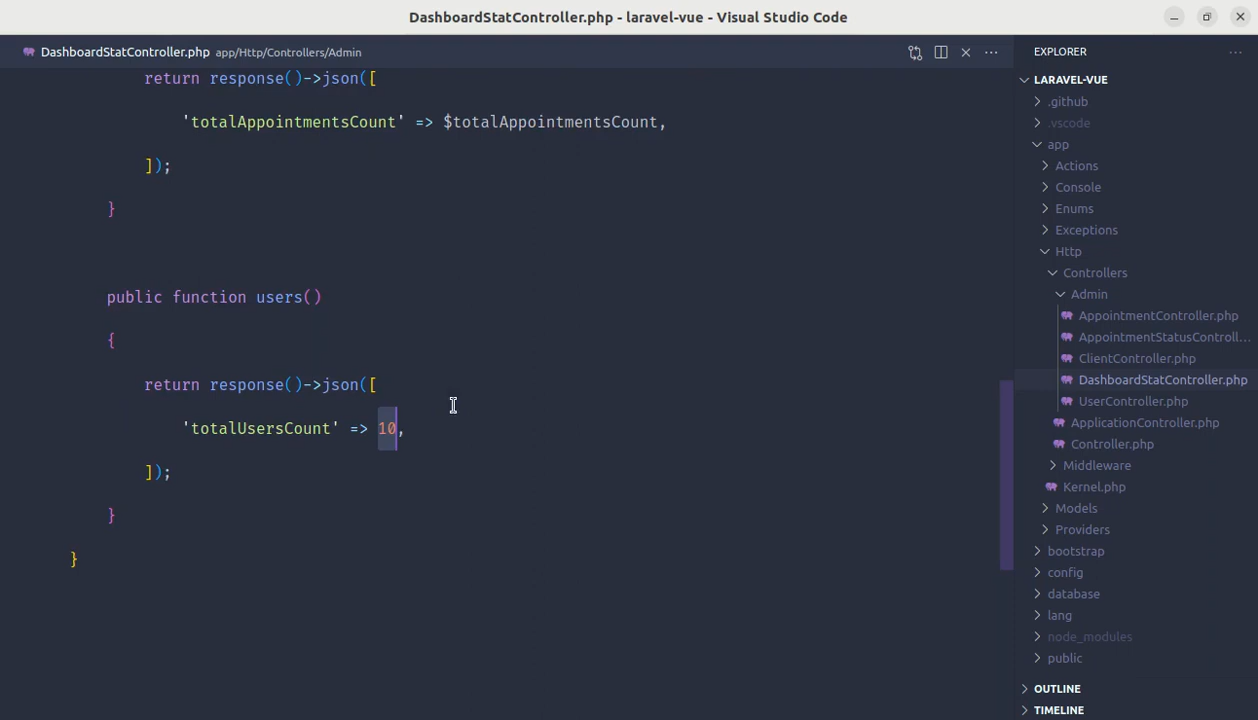 DashboardStatController.php - laravel-vue - Visual Studio Code
DashboardStatController.php app/Http/Controllers/Admin
return response()->json([
'totalAppointmentsCount' => $totalAppointmentsCount,
]);
}
public function users()
{
return response()->json([
'totalUsersCount' => 10,
]);
}
}
EXPLORER
LARAVEL-VUE
.github
.vscode
app
Actions
Console
Enums
Exceptions
Http
Controllers
Admin
AppointmentController.php
AppointmentStatusControll...
ClientController.php
DashboardStatController.php
UserController.php
ApplicationController.php
Controller.php
Middleware
Kernel.php
Models
Providers
bootstrap
config
database
lang
node_modules
public
OUTLINE
TIMELINE